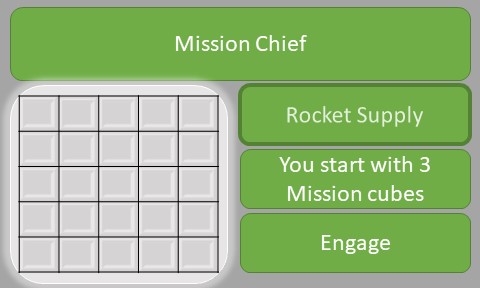 Mission Chief
Rocket Supply
You start with 3
Mission cubes
Engage